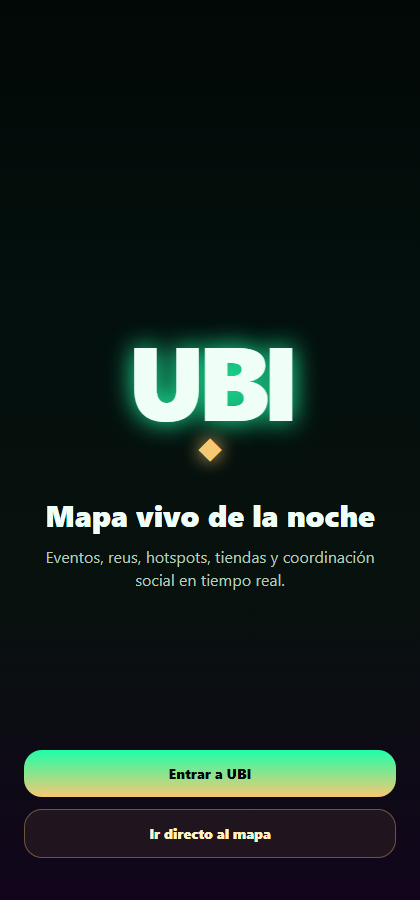 UBI
Mapa vivo de la noche
Eventos, reus, hotspots, tiendas y coordinación
social en tiempo real.
Entrar a UBI
Ir directo al mapa